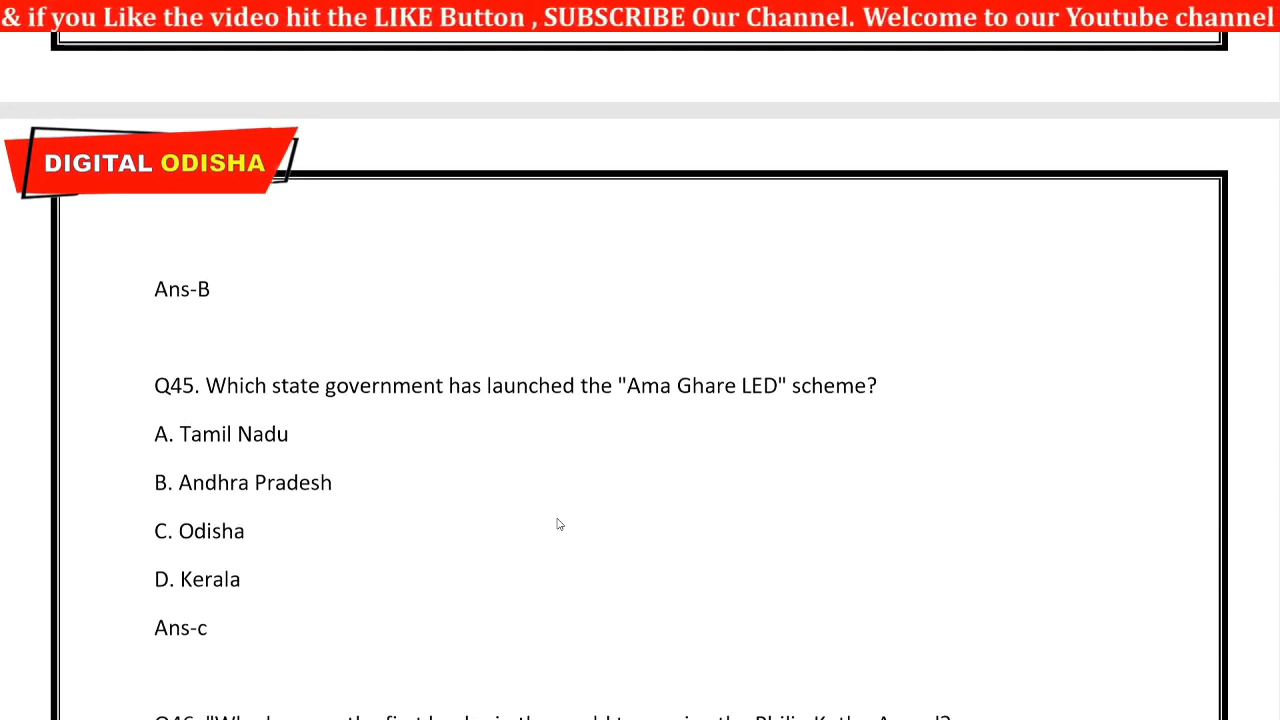 & if you Like the video hit the LIKE Button , SUBSCRIBE Our Channel. Welcome to our Youtube channel
DIGITAL ODISHA
Ans-B
Q45. Which state government has launched the "Ama Ghare LED" scheme?
A. Tamil Nadu
B. Andhra Pradesh
C. Odisha
D. Kerala
Ans-c